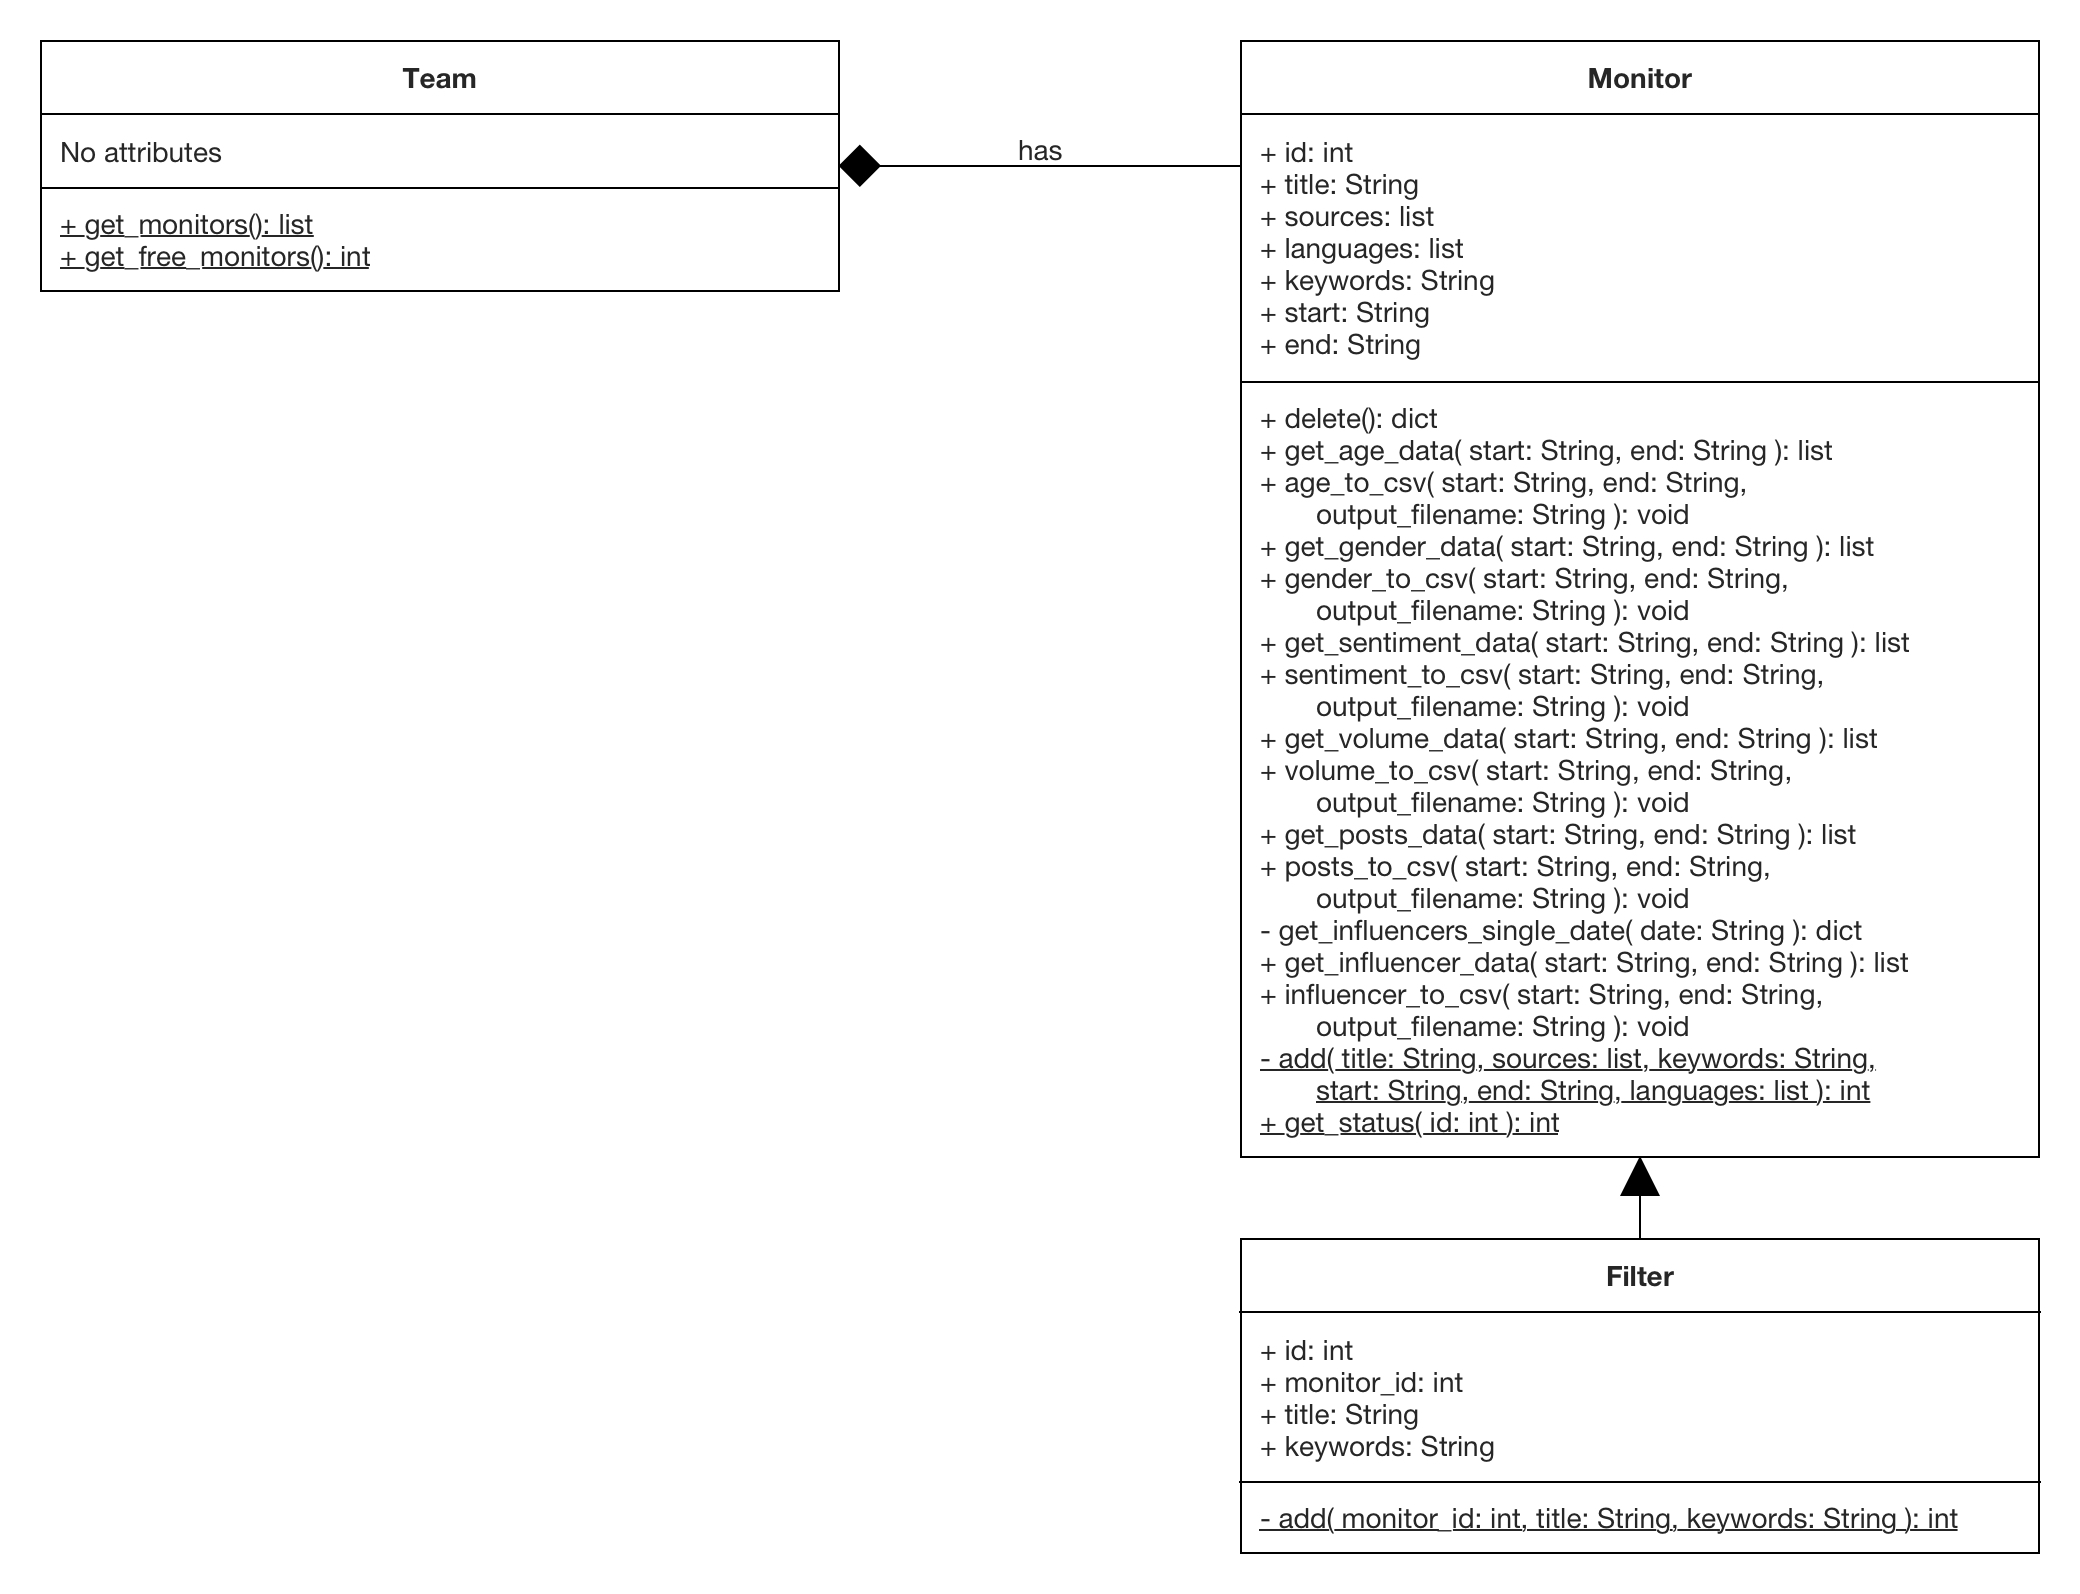 Team
No attributes
+ get_monitors(): list
+ get_free_monitors(): int
has
Monitor
+ id: int
+ title: String
+ sources: list
+ languages: list
+ keywords: String
+ start: String
+ end: String
+ delete(): dict
+ get_age_data( start: String, end: String ): list
+ age_to_csv( start: String, end: String,
output_filename: String ): void
+ get_gender_data( start: String, end: String ): list
+ gender_to_csv( start: String, end: String,
output_filename: String ): void
+ get_sentiment_data( start: String, end: String ): list
+ sentiment_to_csv( start: String, end: String,
output_filename: String ): void
+ get_volume_data( start: String, end: String ): list
+ volume_to_csv( start: String, end: String,
output_filename: String ): void
+ get_posts_data( start: String, end: String ): list
+ posts_to_csv( start: String, end: String,
output_filename: String ): void
- get_influencers_single_date( date: String ): dict
+ get_influencer_data( start: String, end: String ): list
+ influencer_to_csv( start: String, end: String,
output_filename: String ): void
- add( title: String, sources: list, keywords: String,
start: String, end: String, languages: list ): int
+ get_status( id: int ): int
Filter
+ id: int
+ monitor_id: int
+ title: String
+ keywords: String
- add( monitor_id: int, title: String, keywords: String ): int